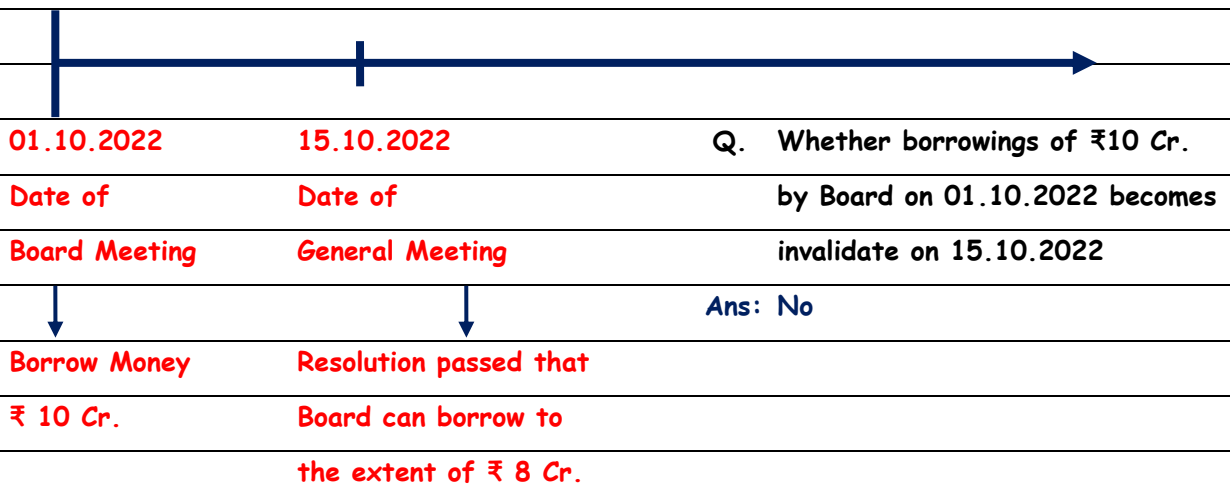 01.10.2022 15.10.2022 Q. Whether borrowings of ₹10 Cr.
Date of Date of by Board on 01.10.2022 becomes
Board Meeting General Meeting invalidate on 15.10.2022
Ans: No
Borrow Money Resolution passed that
₹ 10 Cr. Board can borrow to
the extent of ₹ 8 Cr.